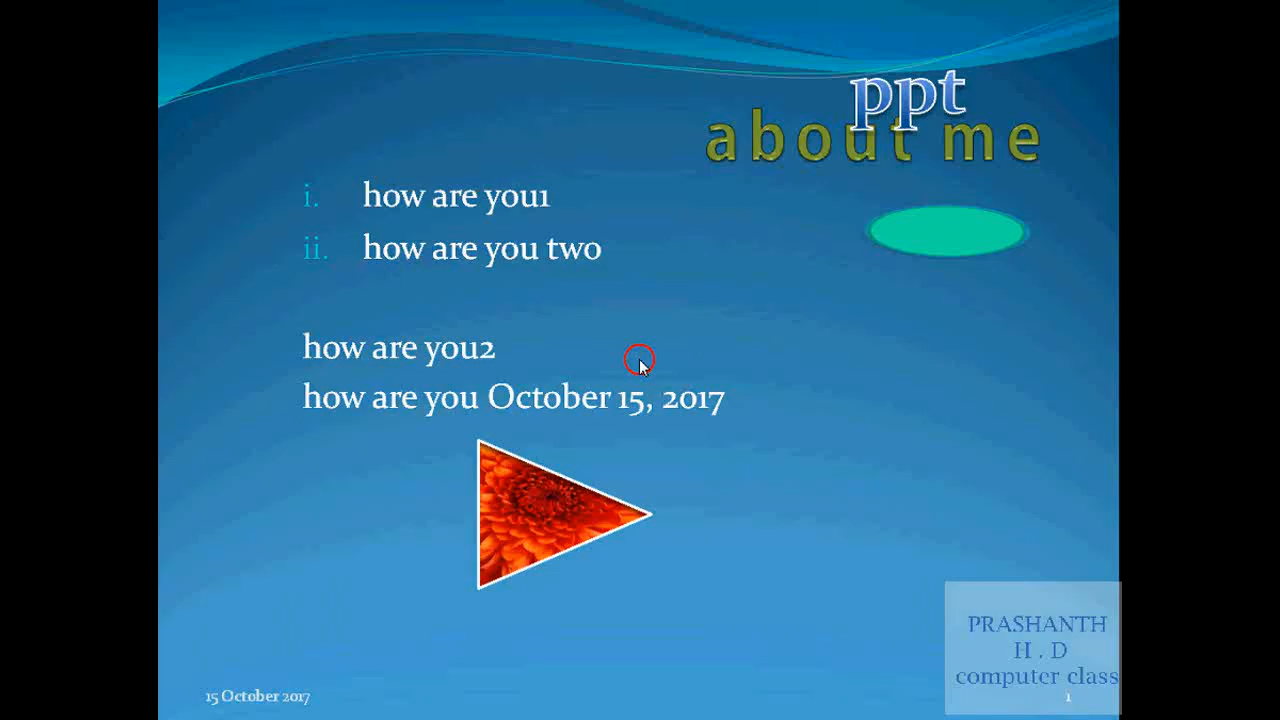 ppt
about me
i. how are you1
ii. how are you two
how are you2
how are you October 15, 2017
PRASHANTH
H . D
computer class
15 October 2017
1